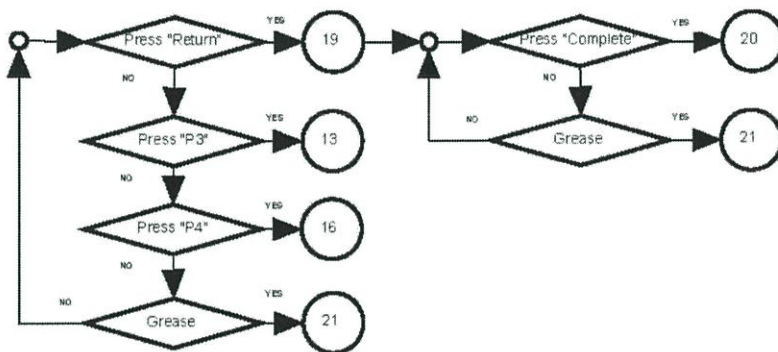 Press "Return"
YES
19
NO
Press "P3"
YES
13
NO
Press "P4"
YES
16
NO
Grease
YES
21
NO
Press "Complete"
YES
20
NO
Grease
YES
21
NO